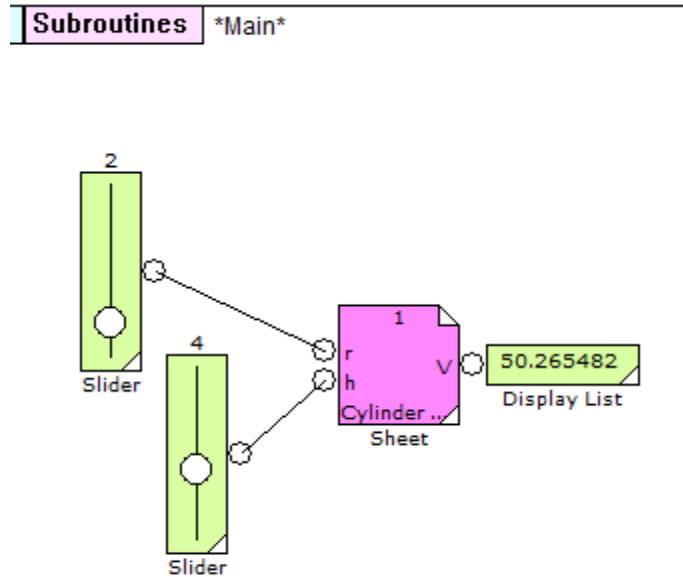 Subroutines *Main*
2
Slider
4
Slider
1
r
h
V
Cylinder ...
Sheet
50.265482
Display List